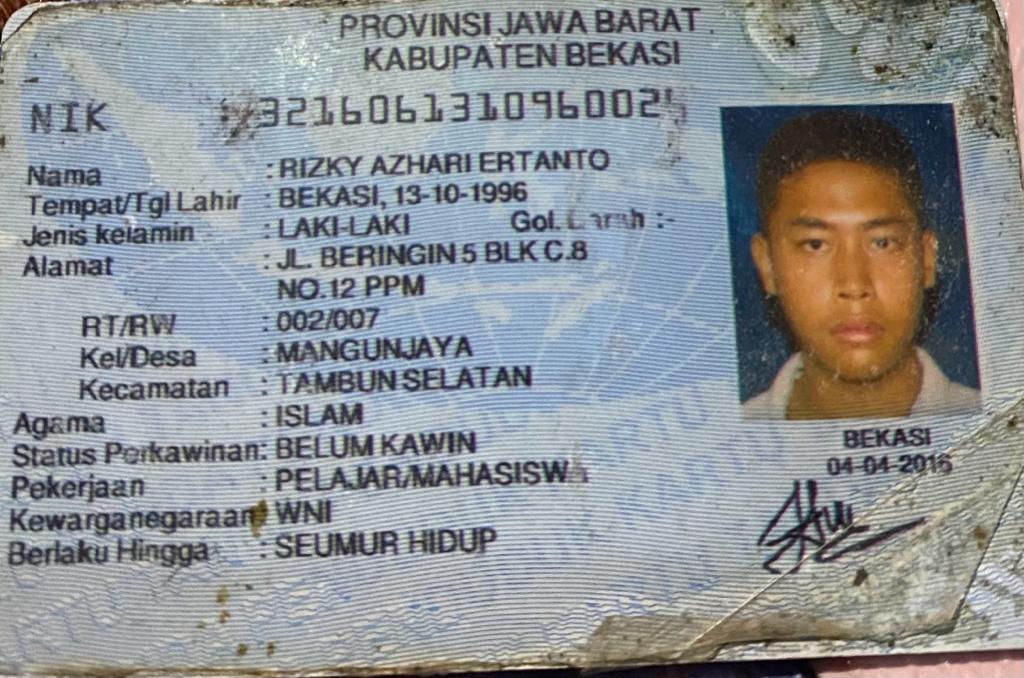 PROVINSI JAWA BARAT
KABUPATEN BEKASI
NIK 321606131096002
Nama : RIZKY AZHARI ERTANTO
Tempat/Tgl Lahir : BEKASI, 13-10-1996
Jenis kelamin : LAKI-LAKI Gol. :-
Alamat : JL. BERINGIN 5 BLK C.8
NO.12 PPM
RT/RW : 002/007
Kel/Desa : MANGUNJAYA
Kecamatan : TAMBUN SELATAN
Agama : ISLAM
Status Perkawinan: BELUM KAWIN
Pekerjaan : PELAJAR/MAHASISWA
Kewarganegaraan: WNI
Berlaku Hingga : SEUMUR HIDUP
BEKASI
04-04-2016